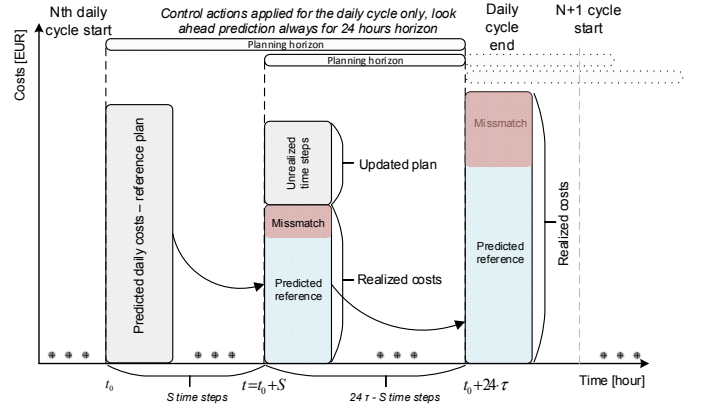 Nth daily
cycle start
Control actions applied for the daily cycle only, look
ahead prediction always for 24 hours horizon
Daily
cycle
end
N+1 cycle
start
Planning horizon
Planning horizon
Costs [EUR]
Predicted daily costs – reference plan
Unrealized
time steps
Missmatch
Predicted
reference
Updated plan
Realized costs
Missmatch
Predicted
reference
Realized costs
t₀
S time steps
t=t₀+S
24 τ - S time steps
t₀+24·τ
Time [hour]